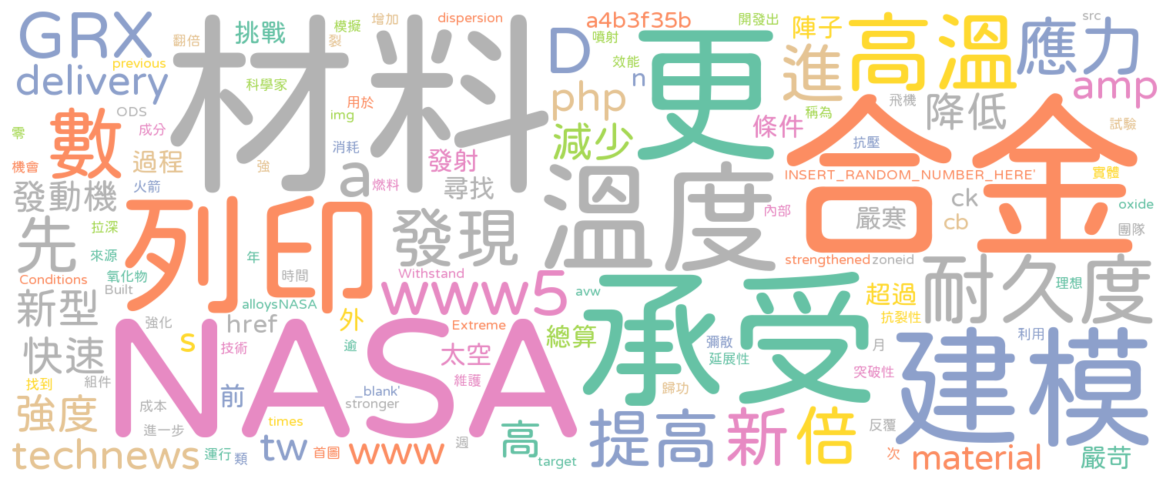 GRX
挑戰
翻倍
模擬
增加
裂
dispersion
a4b3f35b
開發出
src
陣子
高溫
應力
previous
delivery
科學家
材料
噴射
效能
D
n
更
進
amp
ODS
img
用於
php
飛機
稱為
降低
試驗
零
數
成分
消耗
減少
條件
抗壓
合金
機會
過程
強
火箭
燃料
a
發射
尋找
INSERT_RANDOM_NUMBER_HERE'
實體
發動機
列印
發現
溫度
內部
嚴寒
ck
cb
oxide
先
拉深
來源
年
團隊
氧化物
時間
strengthened
zoneid
Conditions
Built
Withstand
www5
avw
承受
耐久度
理想
新型
alloysNASA
強化
href
外
Extreme
總算
彌散
超過
抗裂性
快速
s
技術
NASA
逾
太空
延展性
月
建模
利用
找到
組件
前
維護
_blank'
歸功
突破性
強度
成本
stronger
進一步
times
週
高
提高
新
倍
反覆
technews
運行
類
tw
首圖
www
target
次
material
嚴苛